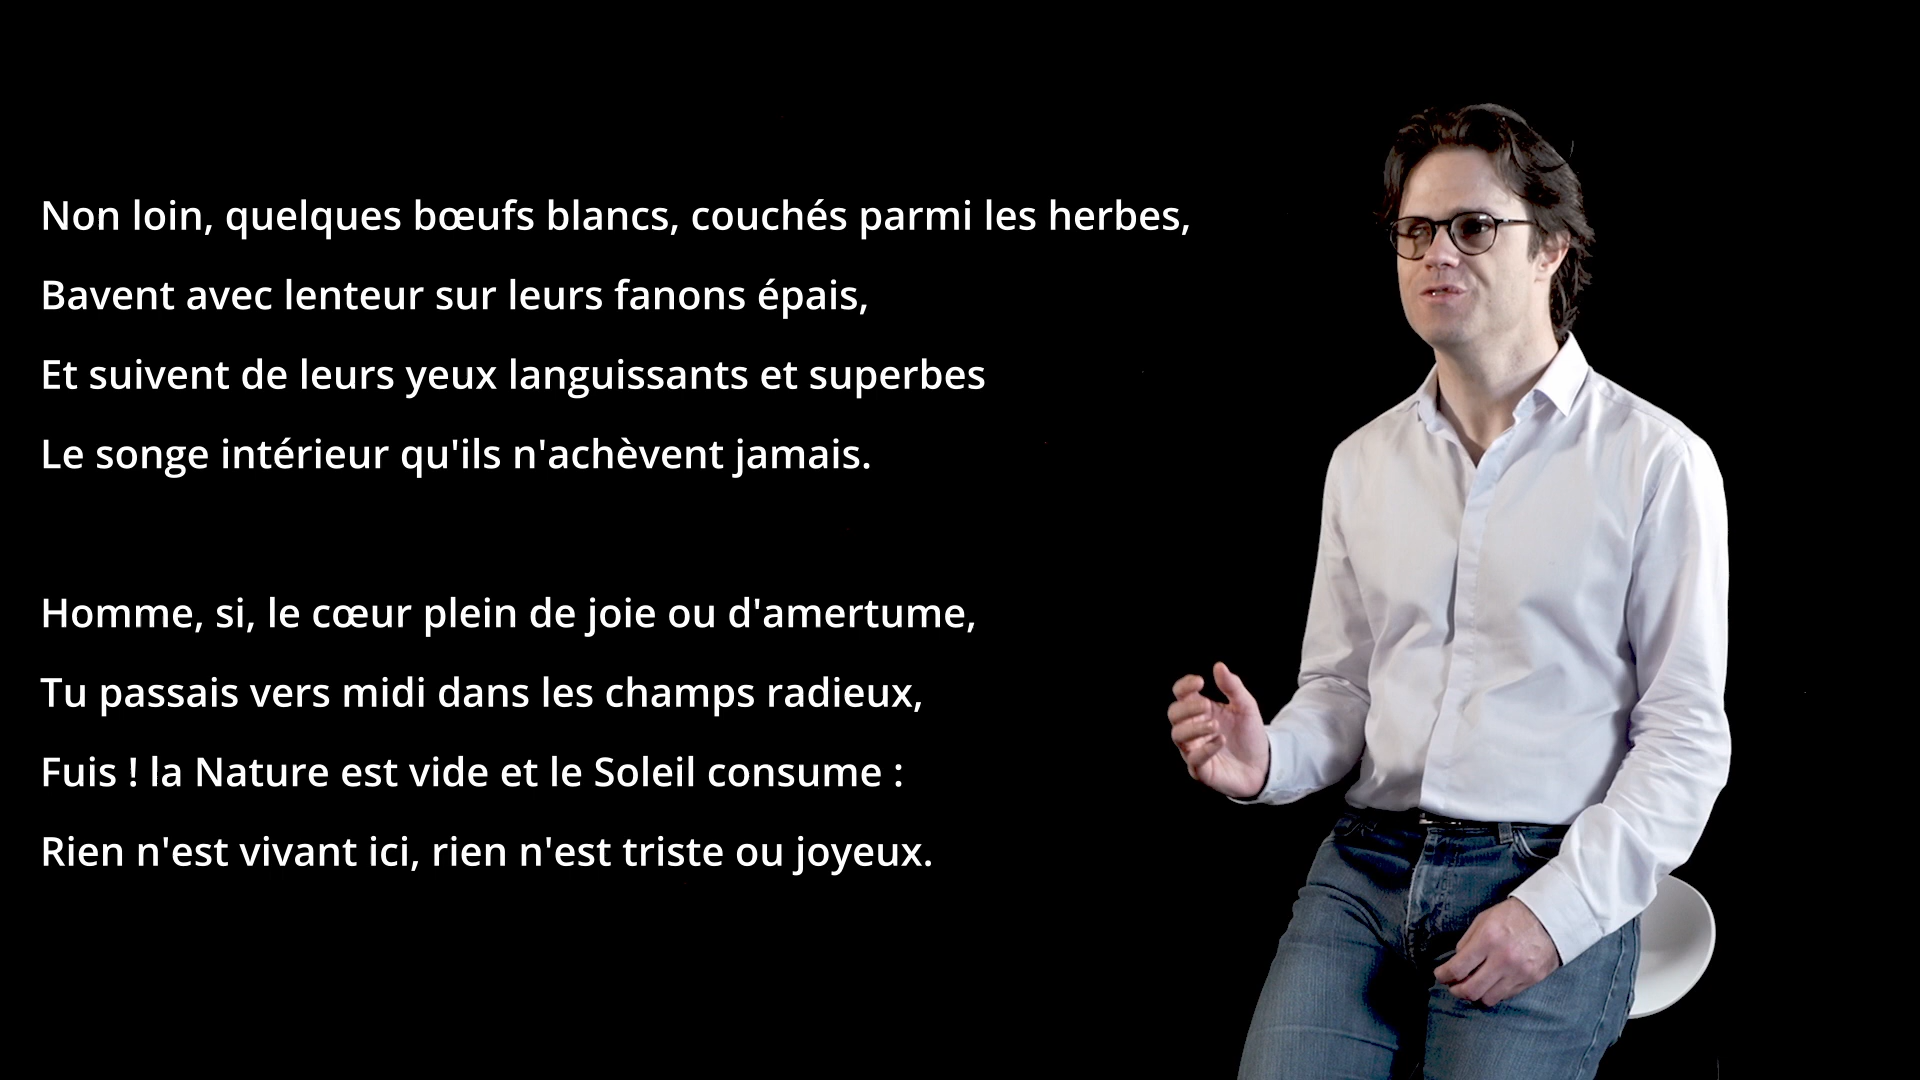 Non loin, quelques bœufs blancs, couchés parmi les herbes,
Bavent avec lenteur sur leurs fanons épais,
Et suivent de leurs yeux languissants et superbes
Le songe intérieur qu'ils n'achèvent jamais.
Homme, si, le cœur plein de joie ou d'amertume,
Tu passais vers midi dans les champs radieux,
Fuis ! la Nature est vide et le Soleil consume :
Rien n'est vivant ici, rien n'est triste ou joyeux.